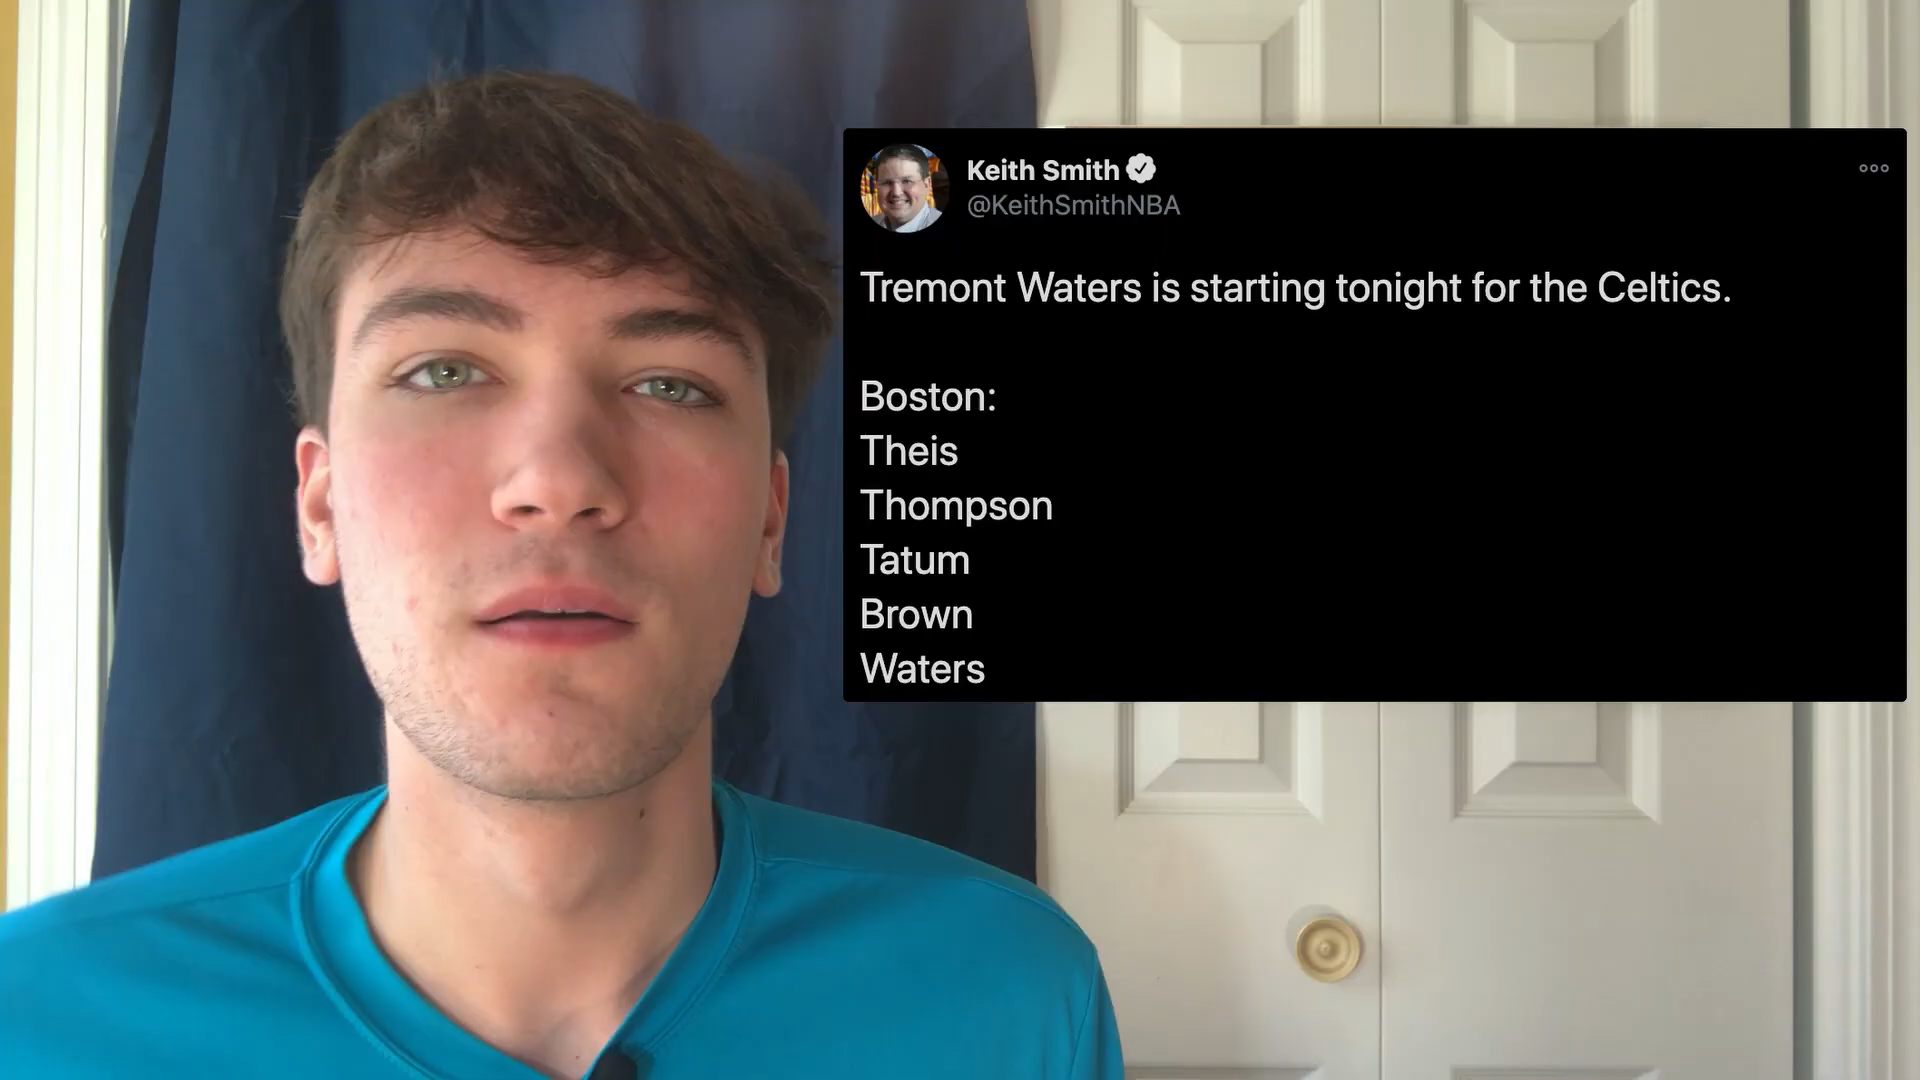 Keith Smith
@KeithSmithNBA
Tremont Waters is starting tonight for the Celtics.
Boston:
Theis
Thompson
Tatum
Brown
Waters